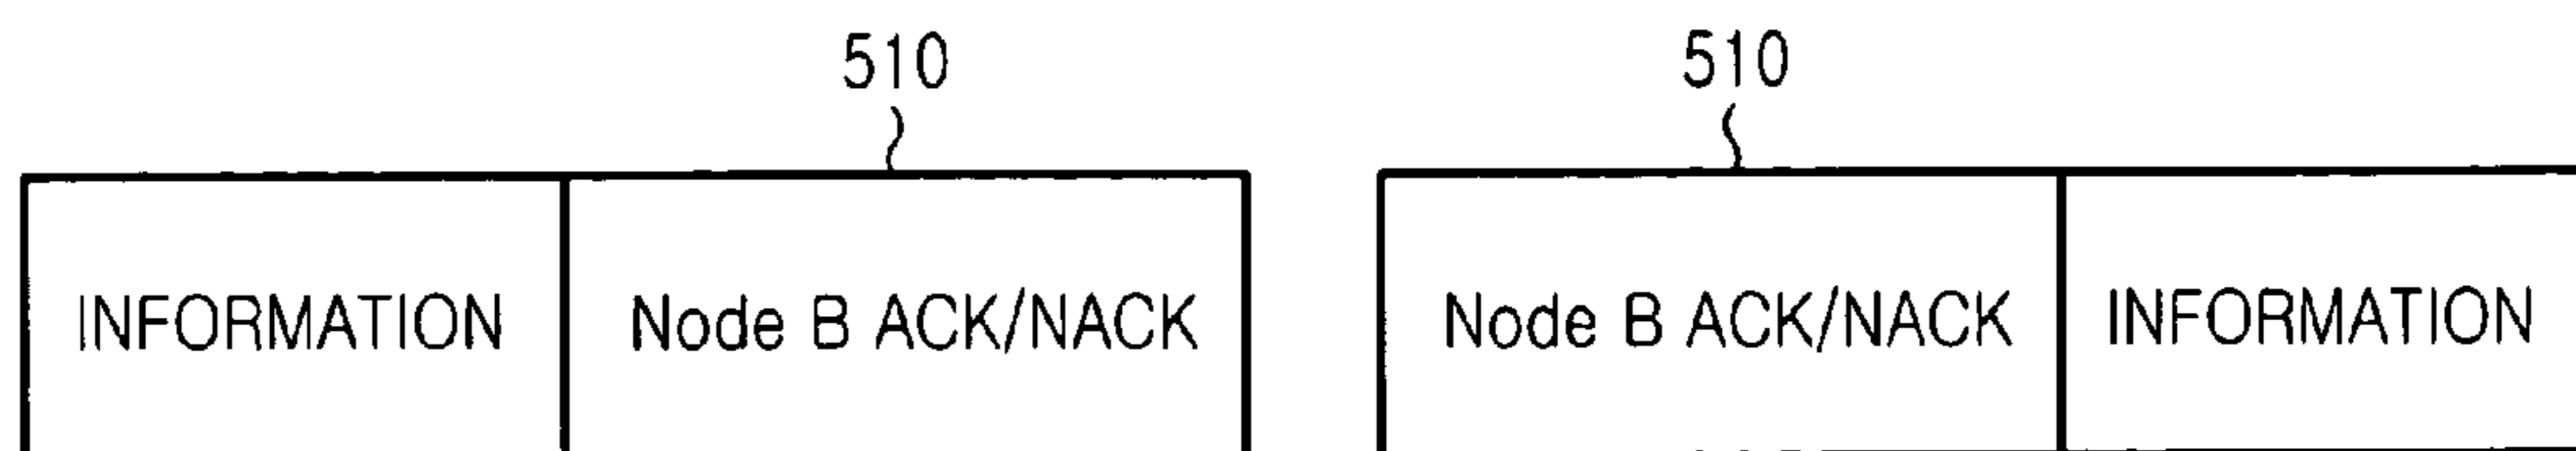 510 510
INFORMATION Node B ACK/NACK Node B ACK/NACK INFORMATION